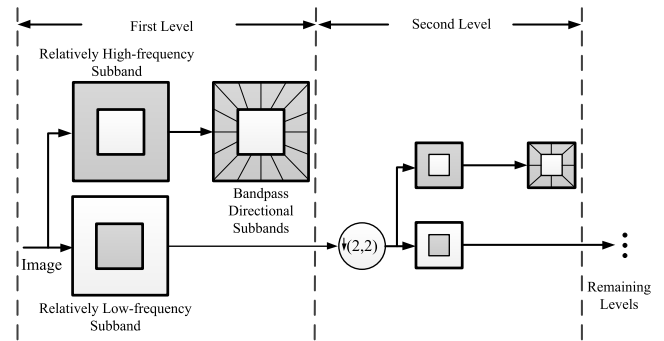 First Level
Second Level
Relatively High-frequency
Subband
Bandpass
Directional
Subbands
Image
(2,2)
Relatively Low-frequency
Subband
Remaining
Levels